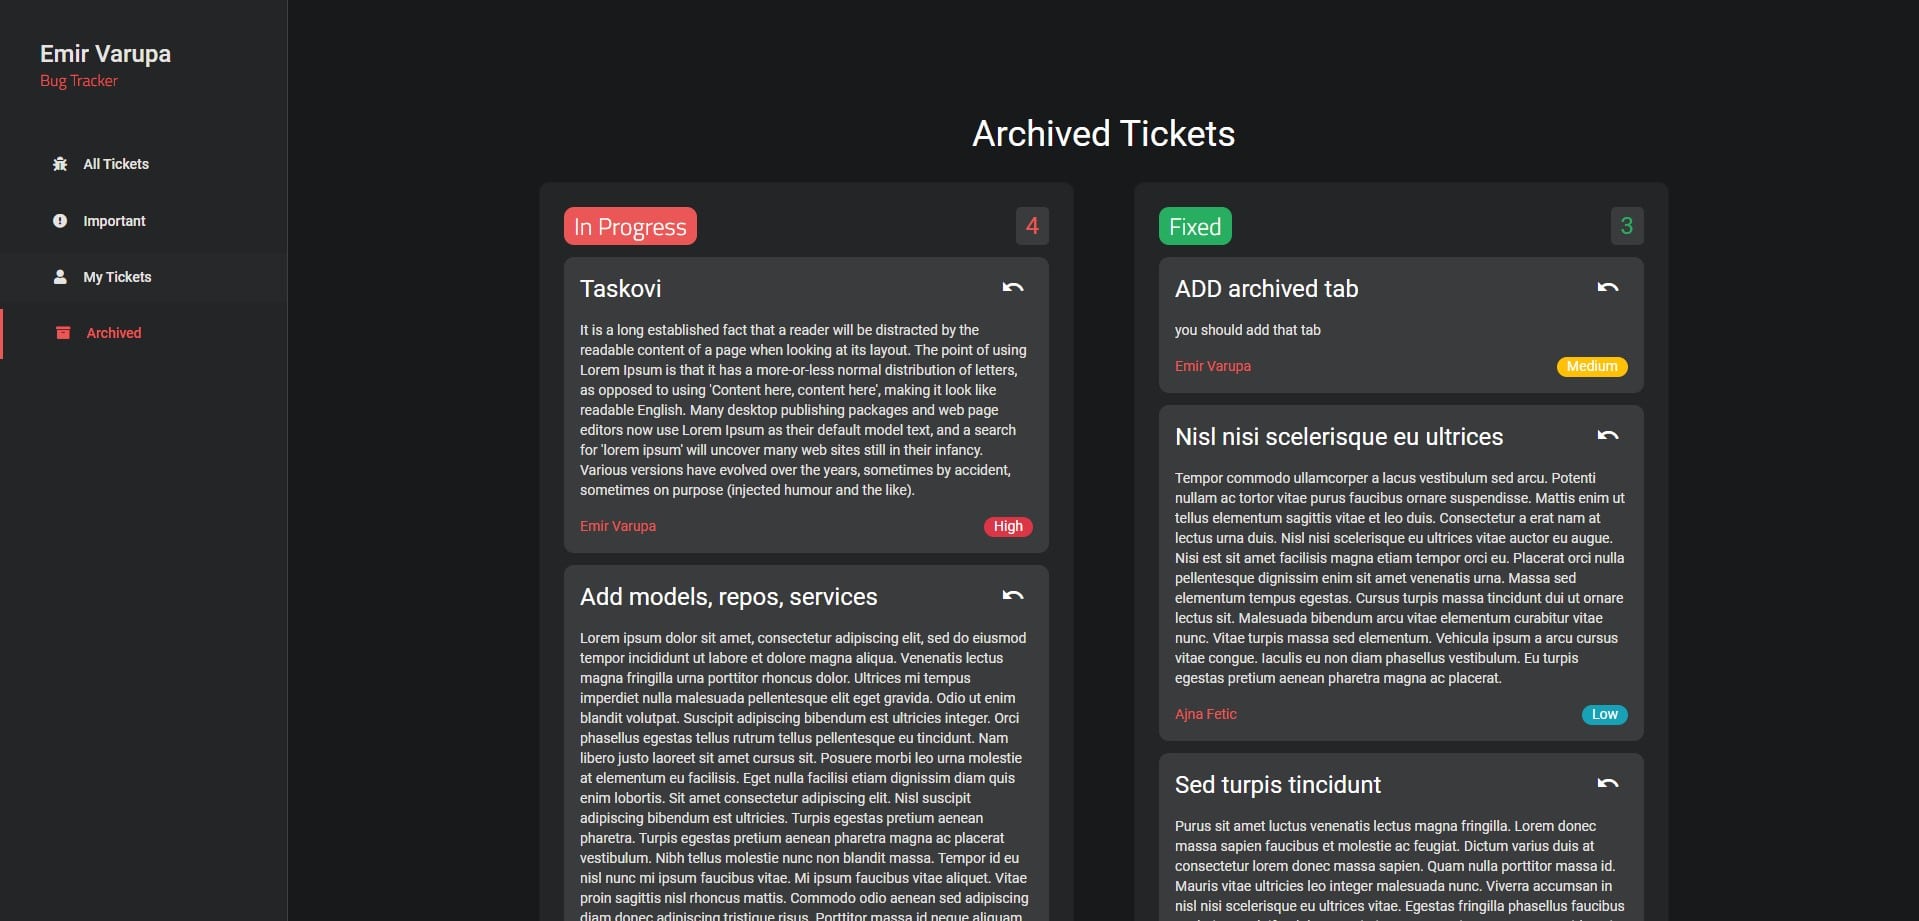 Emir Varupa
Bug Tracker
All Tickets
Important
My Tickets
Archived
Archived Tickets
In Progress
4
Taskovi
It is a long established fact that a reader will be distracted by the
readable content of a page when looking at its layout. The point of using
Lorem Ipsum is that it has a more-or-less normal distribution of letters,
as opposed to using 'Content here, content here', making it look like
readable English. Many desktop publishing packages and web page
editors now use Lorem Ipsum as their default model text, and a search
for 'lorem ipsum' will uncover many web sites still in their infancy.
Various versions have evolved over the years, sometimes by accident,
sometimes on purpose (injected humour and the like).
Emir Varupa
High
Add models, repos, services
Lorem ipsum dolor sit amet, consectetur adipiscing elit, sed do eiusmod
tempor incididunt ut labore et dolore magna aliqua. Venenatis lectus
magna fringilla urna porttitor rhoncus dolor. Ultrices mi tempus
imperdiet nulla malesuada pellentesque elit eget gravida. Odio ut enim
blandit volutpat. Suscipit adipiscing bibendum est ultricies integer. Orci
phasellus egestas tellus rutrum tellus pellentesque eu tincidunt. Nam
libero justo laoreet sit amet cursus sit. Posuere morbi leo urna molestie
at elementum eu facilisis. Eget nulla facilisi etiam dignissim diam quis
enim lobortis. Sit amet consectetur adipiscing elit. Nisl suscipit
adipiscing bibendum est ultricies. Turpis egestas pretium aenean
pharetra. Turpis egestas pretium aenean pharetra magna ac placerat
vestibulum. Nibh tellus molestie nunc non blandit massa. Tempor id eu
nisl nunc mi ipsum faucibus vitae. Mi ipsum faucibus vitae aliquet. Vitae
proin sagittis nisl rhoncus mattis. Commodo odio aenean sed adipiscing
diam donec adipiscing tristique risus. Porttitor massa id neque aliquam
Fixed
3
ADD archived tab
you should add that tab
Emir Varupa
Medium
Nisl nisi scelerisque eu ultrices
Tempor commodo ullamcorper a lacus vestibulum sed arcu. Potenti
nullam ac tortor vitae purus faucibus ornare suspendisse. Mattis enim ut
tellus elementum sagittis vitae et leo duis. Consectetur a erat nam at
lectus urna duis. Nisl nisi scelerisque eu ultrices vitae auctor eu augue.
Nisi est sit amet facilisis magna etiam tempor orci eu. Placerat orci nulla
pellentesque dignissim enim sit amet venenatis urna. Massa sed
elementum tempus egestas. Cursus turpis massa tincidunt dui ut ornare
lectus sit. Malesuada bibendum arcu vitae elementum curabitur vitae
nunc. Vitae turpis massa sed elementum. Vehicula ipsum a arcu cursus
vitae congue. Iaculis eu non diam phasellus vestibulum. Eu turpis
egestas pretium aenean pharetra magna ac placerat.
Ajna Fetic
Low
Sed turpis tincidunt
Purus sit amet luctus venenatis lectus magna fringilla. Lorem donec
massa sapien faucibus et molestie ac feugiat. Dictum varius duis at
consectetur lorem donec massa sapien. Quam nulla porttitor massa id.
Mauris vitae ultricies leo integer malesuada nunc. Viverra accumsan in
nisl nisi scelerisque eu ultrices vitae. Egestas fringilla phasellus faucibus